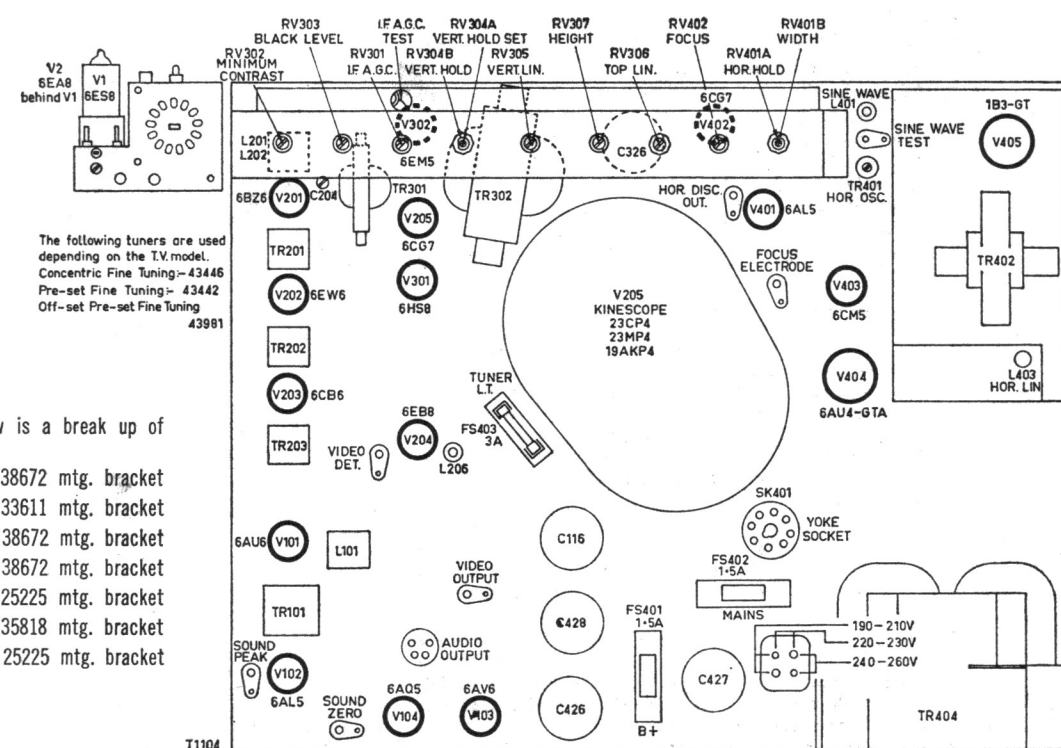 RV303
BLACK LEVEL
I.F A.G.C.
TEST
RV304A
VERT. HOLD SET
RV307
HEIGHT
RV402
FOCUS
RV401B
WIDTH
RV302
MINIMUM
CONTRAST
RV301
I.F A.G.C.
RV304B
VERT. HOLD
RV305
VERT.LIN.
RV306
TOP LIN.
RV401A
HOR.HOLD
V2
6EA8
behind V1
V1
6ES8
L201
L202
V302
6EM5
C326
6CG7
V402
SINE WAVE
L401
SINE WAVE
TEST
TR401
HOR OSC.
1B3-GT
V405
6BZ6
V201
C204
TR301
V205
6CG7
TR302
HOR. DISC.
OUT.
V401
6AL5
The following tuners are used
depending on the T.V. model.
Concentric Fine Tuning:- 43446
Pre-set Fine Tuning:- 43442
Off-set Pre-set Fine Tuning
43981
TR201
V202
6EW6
V301
6HS8
V205
KINESCOPE
23CP4
23MP4
19AKP4
FOCUS
ELECTRODE
V403
6CM5
TR402
TR202
V203
6CB6
TUNER
L.T.
FS403
3A
V404
6AU4-GTA
L403
HOR. LIN
TR203
VIDEO
DET.
6EB8
V204
L206
w is a break up of
38672 mtg. bracket
33611 mtg. bracket
38672 mtg. bracket
38672 mtg. bracket
25225 mtg. bracket
35818 mtg. bracket
25225 mtg. bracket
6AU6
V101
L101
C116
SK401
YOKE
SOCKET
VIDEO
OUTPUT
FS402
1·5A
MAINS
TR101
AUDIO
OUTPUT
C428
FS401
1·5A
190-210V
220-230V
240-260V
SOUND
PEAK
V102
6AL5
SOUND
ZERO
6AQ5
V104
6AV6
V103
C426
B+
C427
TR404
T1104